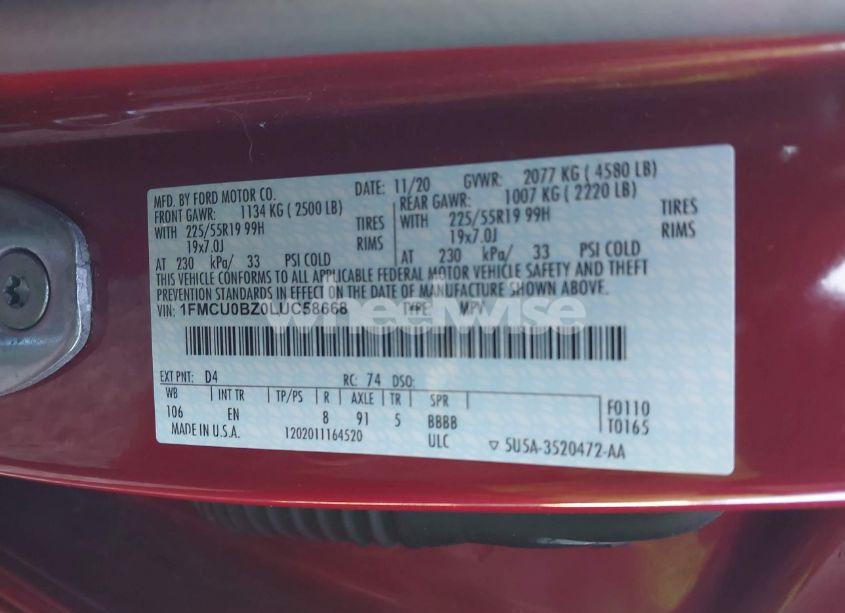 MFD. BY FORD MOTOR CO.
DATE: 11/20 GVWR: 2077 KG ( 4580 LB)
FRONT GAWR: 1134 KG ( 2500 LB) REAR GAWR: 1007 KG ( 2220 LB)
WITH 225/55R19 99H TIRES WITH 225/55R19 99H TIRES
19x7.0J RIMS 19x7.0J RIMS
AT 230 kPa/ 33 PSI COLD AT 230 kPa/ 33 PSI COLD
THIS VEHICLE CONFORMS TO ALL APPLICABLE FEDERAL MOTOR VEHICLE SAFETY AND THEFT
PREVENTION STANDARDS IN EFFECT ON THE DATE OF MANUFACTURE SHOWN ABOVE.
VIN: 1FMCU0BZ0LUC58668 TYPE: MPV
wheelwise
EXT PNT: D4 RC: 74 DSO:
WB INT TR TP/PS R AXLE TR SPR
106 EN 8 91 5 BBBB F0110
MADE IN U.S.A. 1202011164520 ULC T0165
5U5A-3520472-AA